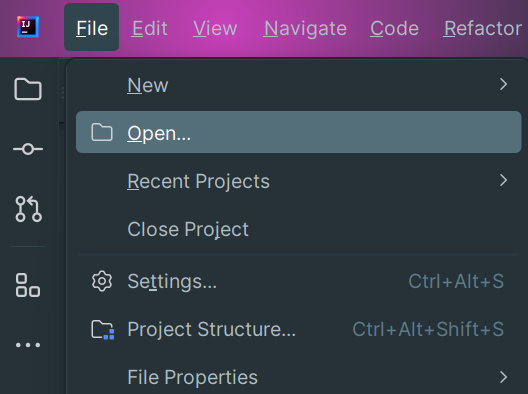 IJ
File Edit View Navigate Code Refactor
New
Open...
Recent Projects
Close Project
Settings... Ctrl+Alt+S
Project Structure... Ctrl+Alt+Shift+S
File Properties